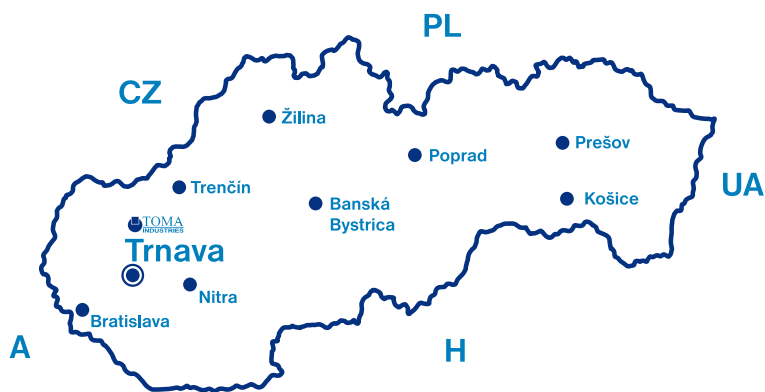 PL
CZ
Žilina
Prešov
Poprad
Trenčín
UA
Košice
Banská
Bystrica
TOMA
INDUSTRIES
Trnava
Nitra
Bratislava
A
H